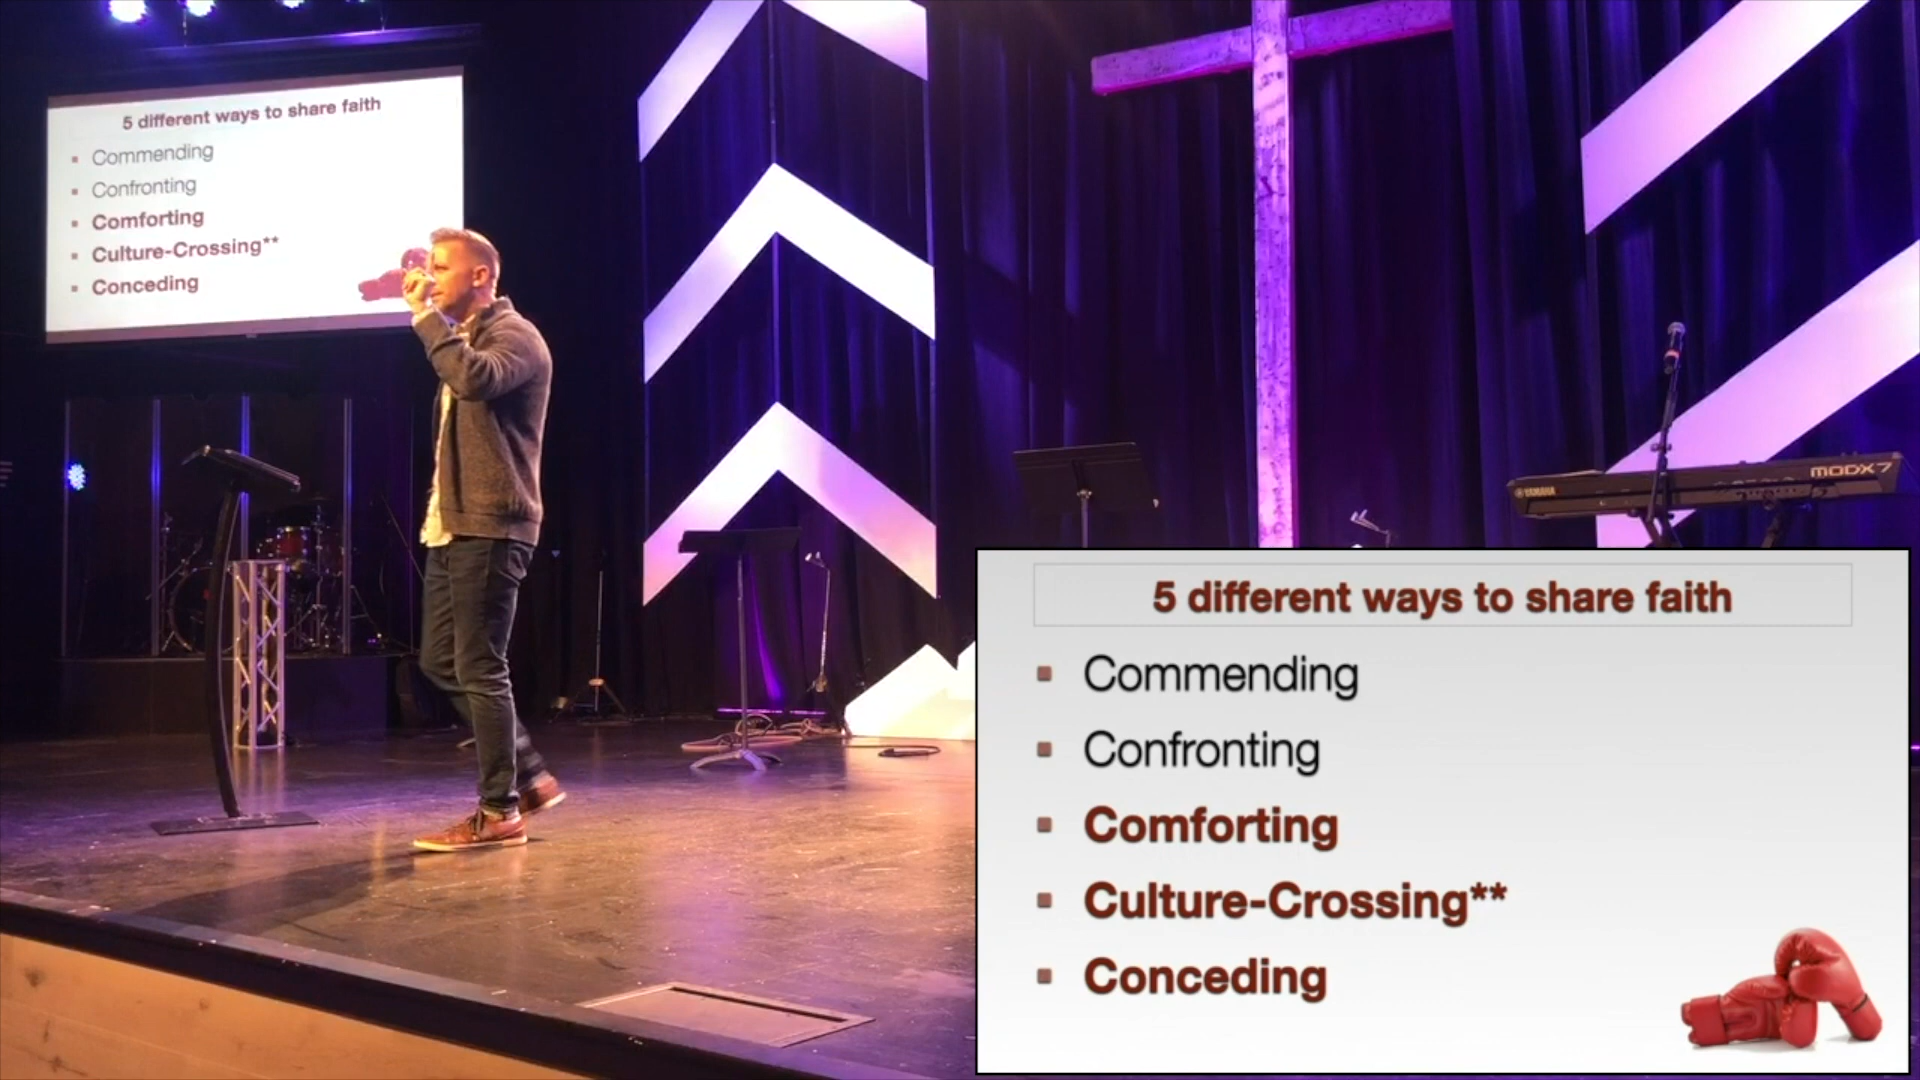 5 different ways to share faith
▪ Commending
▪ Confronting
▪ Comforting
▪ Culture-Crossing**
▪ Conceding
YAMAHA
MODX7
5 different ways to share faith
▪ Commending
▪ Confronting
▪ Comforting
▪ Culture-Crossing**
▪ Conceding